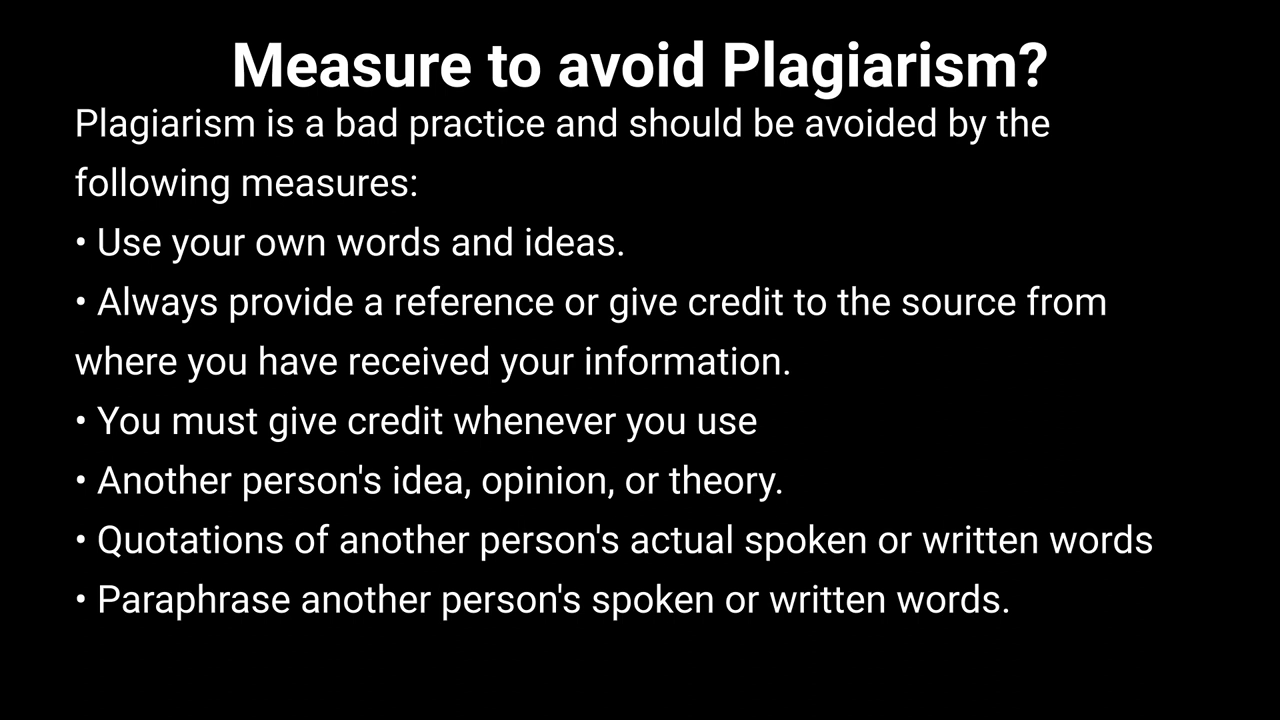 Measure to avoid Plagiarism?
Plagiarism is a bad practice and should be avoided by the
following measures:
• Use your own words and ideas.
• Always provide a reference or give credit to the source from
where you have received your information.
• You must give credit whenever you use
• Another person's idea, opinion, or theory.
• Quotations of another person's actual spoken or written words
• Paraphrase another person's spoken or written words.